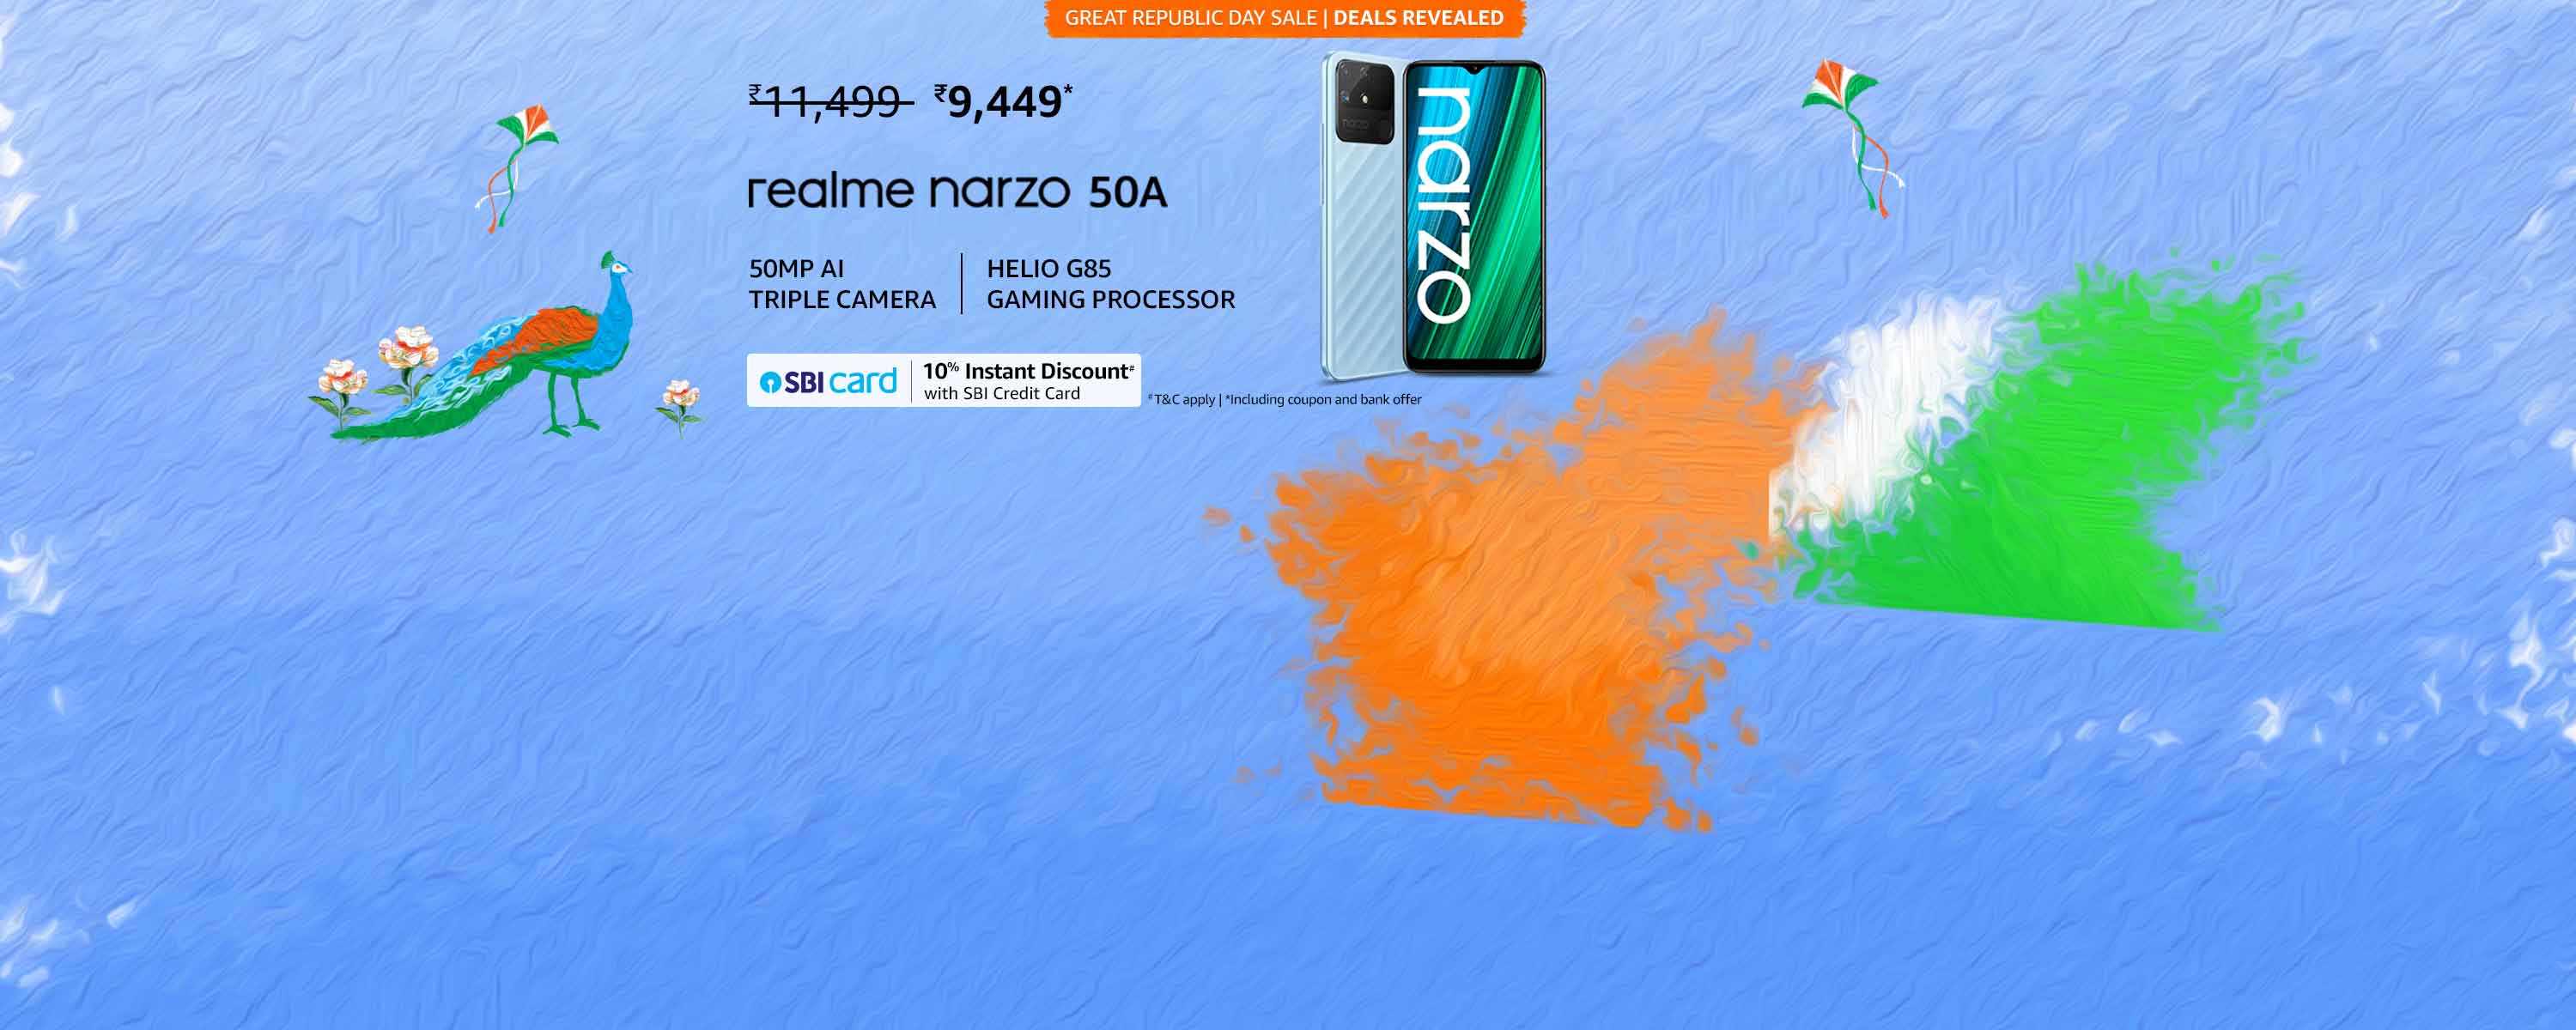 GREAT REPUBLIC DAY SALE | DEALS REVEALED
₹11,499 ₹9,449*
realme narzo 50A
50MP AI
TRIPLE CAMERA
HELIO G85
GAMING PROCESSOR
SBI card
10% Instant Discount#
with SBI Credit Card
#T&C apply | *Including coupon and bank offer
narzo
narzo